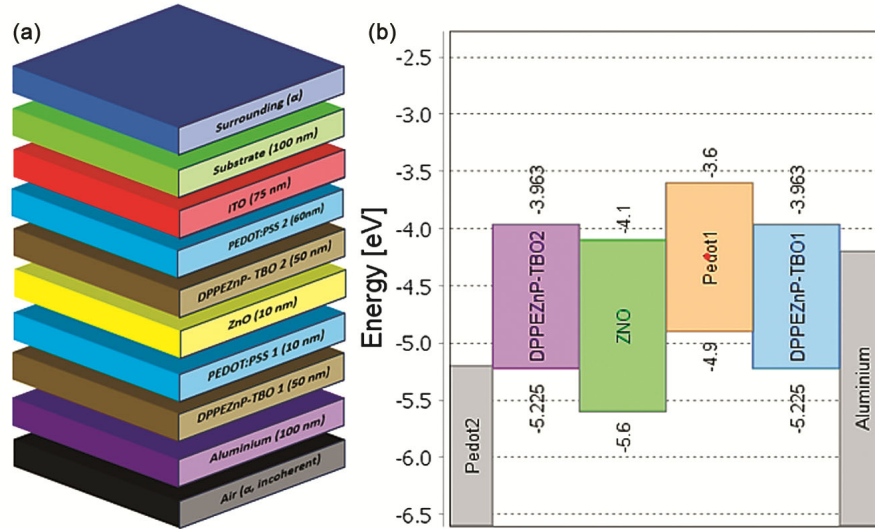 (a)
Surrounding (α)
Substrate (100 nm)
ITO (75 nm)
PEDOT:PSS 2 (60nm)
DPPEZnP- TBO 2 (50 nm)
ZnO (10 nm)
PEDOT:PSS 1 (10 nm)
DPPEZnP- TBO 1 (50 nm)
Aluminium (100 nm)
Air (α, incoherent)
(b)
Energy [eV]
-2.5
-3.0
-3.5
-4.0
-4.5
-5.0
-5.5
-6.0
-6.5
Pedot2
-3.963
DPPEZnP-TBO2
-5.225
-4.1
ZNO
-5.6
-3.6
Pedot1
-4.9
-3.963
DPPEZnP-TBO1
-5.225
Aluminium